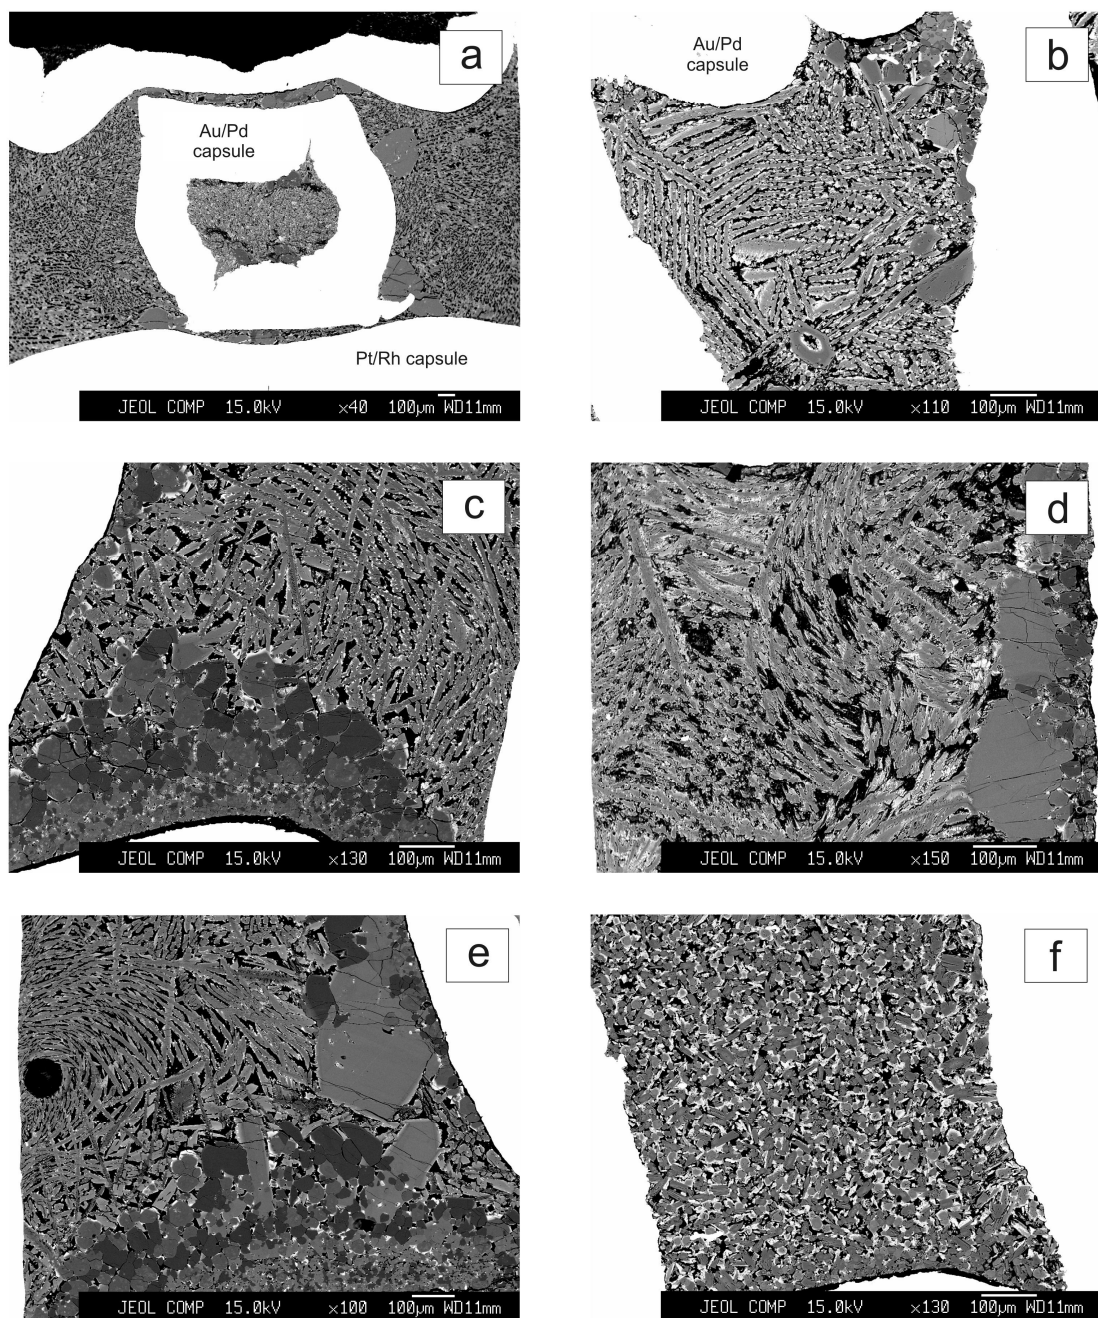 a
Au/Pd
capsule
Pt/Rh capsule
JEOL COMP 15.0kV ×40 100µm WD11mm
Au/Pd
capsule
b
JEOL COMP 15.0kV ×110 100µm WD11mm
c
JEOL COMP 15.0kV ×130 100µm WD11mm
d
JEOL COMP 15.0kV ×150 100µm WD11mm
e
JEOL COMP 15.0kV ×100 100µm WD11mm
f
JEOL COMP 15.0kV ×130 100µm WD11mm